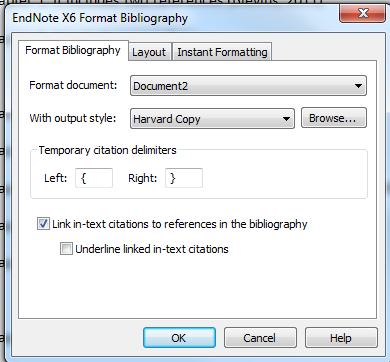 EndNote X6 Format Bibliography
Format Bibliography Layout Instant Formatting
Format document: Document2
With output style: Harvard Copy Browse...
Temporary citation delimiters
Left: { Right: }
Link in-text citations to references in the bibliography
Underline linked in-text citations
OK Cancel Help